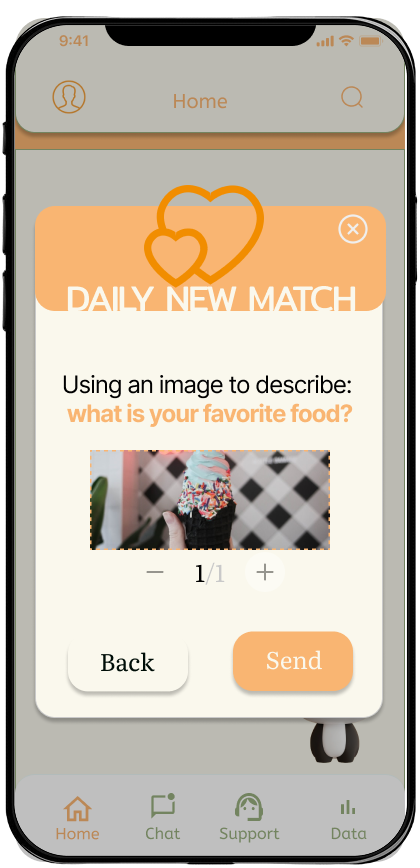 9:41
Home
DAILY NEW MATCH
Using an image to describe:
what is your favorite food?
1/1
Back
Send
Home
Chat
Support
Data